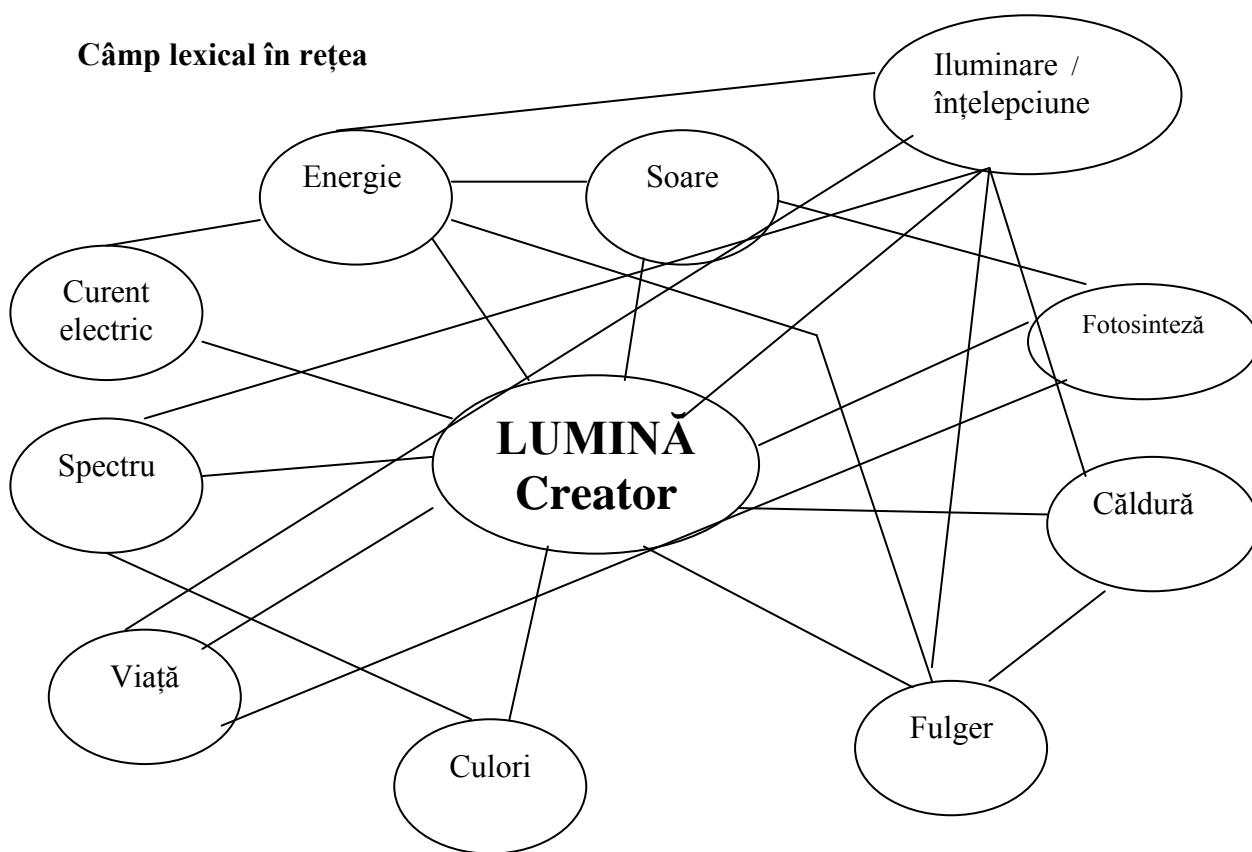 Câmp lexical în rețea
Iluminare /
înțelepciune
Energie
Soare
Curent
electric
Fotosinteză
LUMINĂ
Creator
Spectru
Căldură
Viață
Fulger
Culori